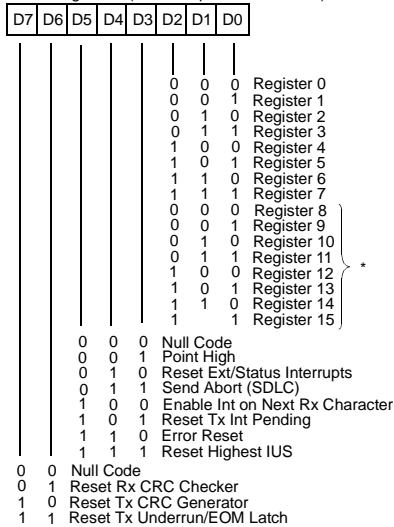 D7 D6 D5 D4 D3 D2 D1 D0
0 0 0 Register 0
0 0 1 Register 1
0 1 0 Register 2
0 1 1 Register 3
1 0 0 Register 4
1 0 1 Register 5
1 1 0 Register 6
1 1 1 Register 7
0 0 0 Register 8
0 0 1 Register 9
0 1 0 Register 10
0 1 1 Register 11
1 0 0 Register 12
1 0 1 Register 13
1 1 0 Register 14
1 1 Register 15
*
0 0 0 Null Code
0 0 1 Point High
0 1 0 Reset Ext/Status Interrupts
0 1 1 Send Abort (SDLC)
1 0 0 Enable Int on Next Rx Character
1 0 1 Reset Tx Int Pending
1 1 0 Error Reset
1 1 1 Reset Highest IUS
0 0 Null Code
0 1 Reset Rx CRC Checker
1 0 Reset Tx CRC Generator
1 1 Reset Tx Underrun/EOM Latch